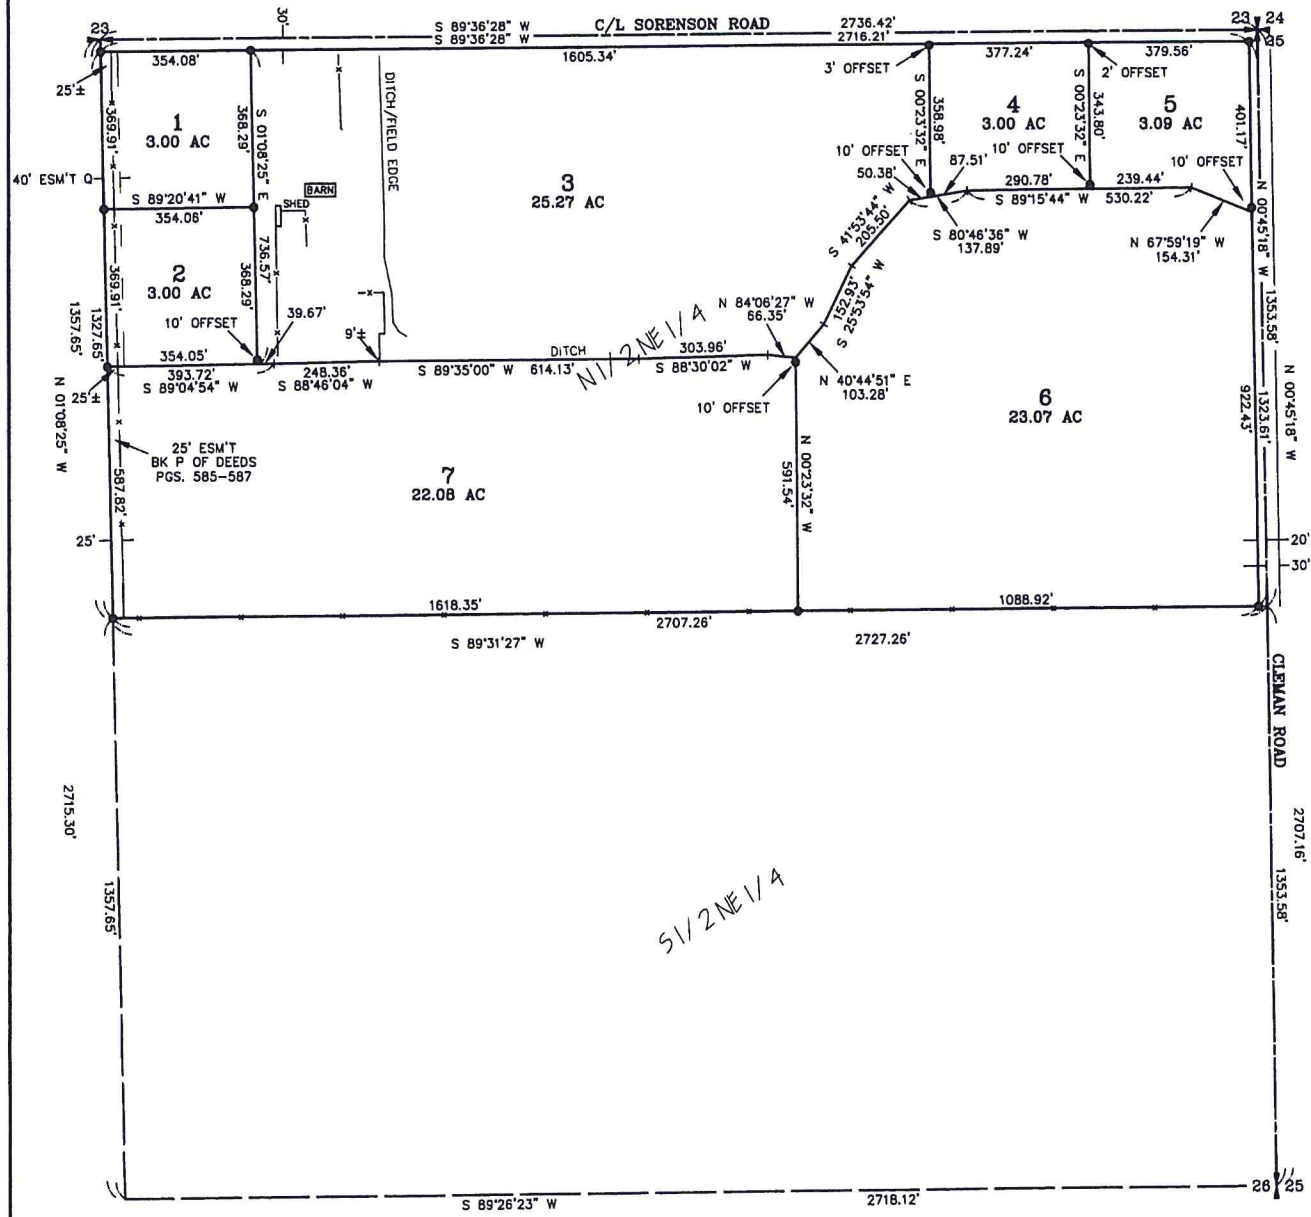 23
30'
S 89°36'28" W
C/L SORENSON ROAD
2736.42'
23
24
S 89°36'28" W
2716.21'
25
354.08'
1605.34'
377.24'
379.56'
3' OFFSET
2' OFFSET
25'±
369.91'
1
3.00 AC
368.29'
S 01°08'25" E
DITCH/FIELD EDGE
358.98'
S 00°23'32" E
4
3.00 AC
S 00°23'32" E
343.80'
5
3.09 AC
401.17'
10' OFFSET
87.51'
10' OFFSET
10' OFFSET
40' ESM'T Q
BARN
3
25.27 AC
50.38'
290.78'
239.44'
S 89°20'41" W
354.06'
SHED
S 89°15'44" W
530.22'
S 41°53'44" W
205.50'
S 80°46'36" W
137.89'
N 67°59'19" W
154.31'
N 00°45'18" W
736.57'
369.91'
2
3.00 AC
368.29'
1357.65'
1327.65'
10' OFFSET
39.67'
9'±
N1/2NE1/4
N 84°06'27" W
66.35'
152.93'
S 25°53'54" W
1353.58'
354.05'
393.72'
S 89°04'54" W
248.36'
S 88°46'04" W
DITCH
S 89°35'00" W
614.13'
303.96'
S 88°30'02" W
N 40°44'51" E
103.28'
10' OFFSET
25'±
N 01°08'25" W
6
23.07 AC
922.43'
1323.61'
N 00°45'18" W
25' ESM'T
BK P OF DEEDS
PGS. 585-587
587.82'
7
22.08 AC
N 00°23'32" W
591.54'
25'
20'
30'
1618.35'
1088.92'
2707.26'
2727.26'
S 89°31'27" W
CLEMAN ROAD
2715.30'
2707.16'
1357.65'
1353.58'
S1/2NE1/4
26
25
S 89°26'23" W
2718.12'